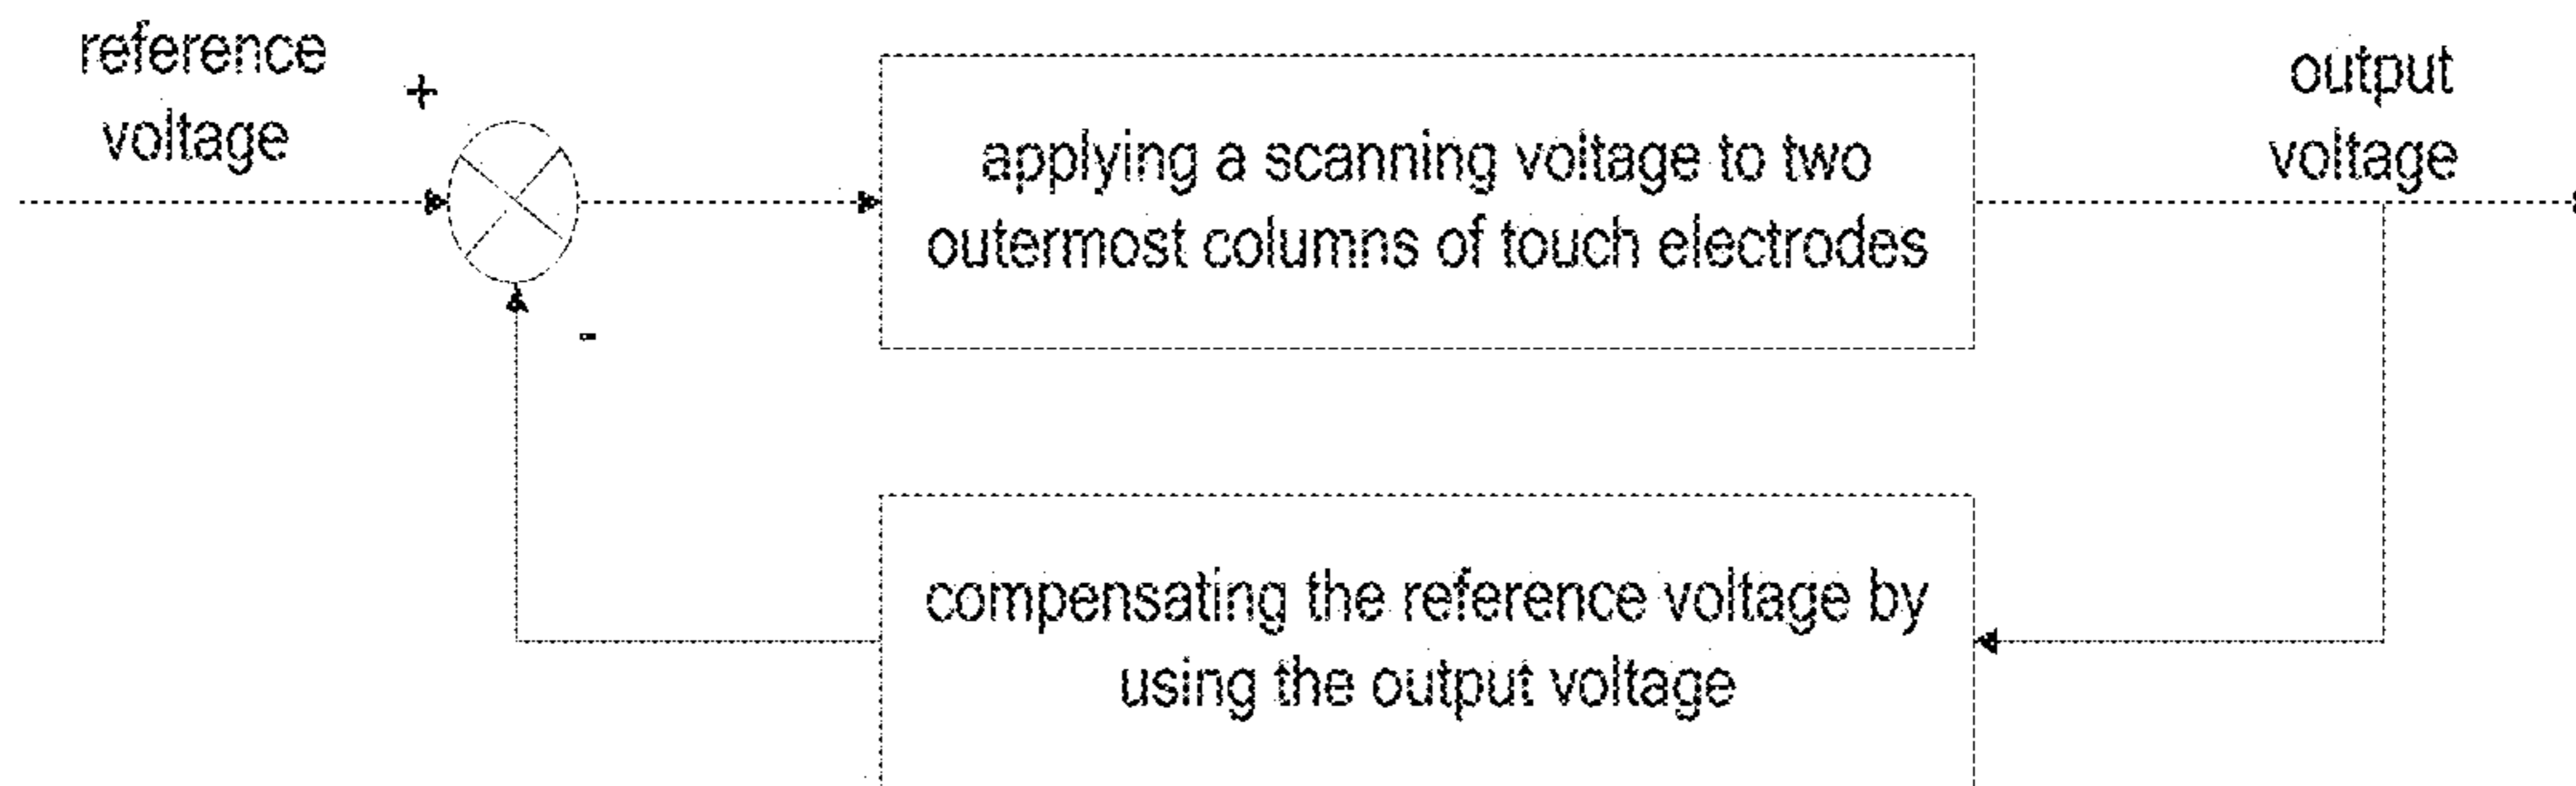 reference
voltage
+
applying a scanning voltage to two
outermost columns of touch electrodes
output
voltage
-
compensating the reference voltage by
using the output voltage